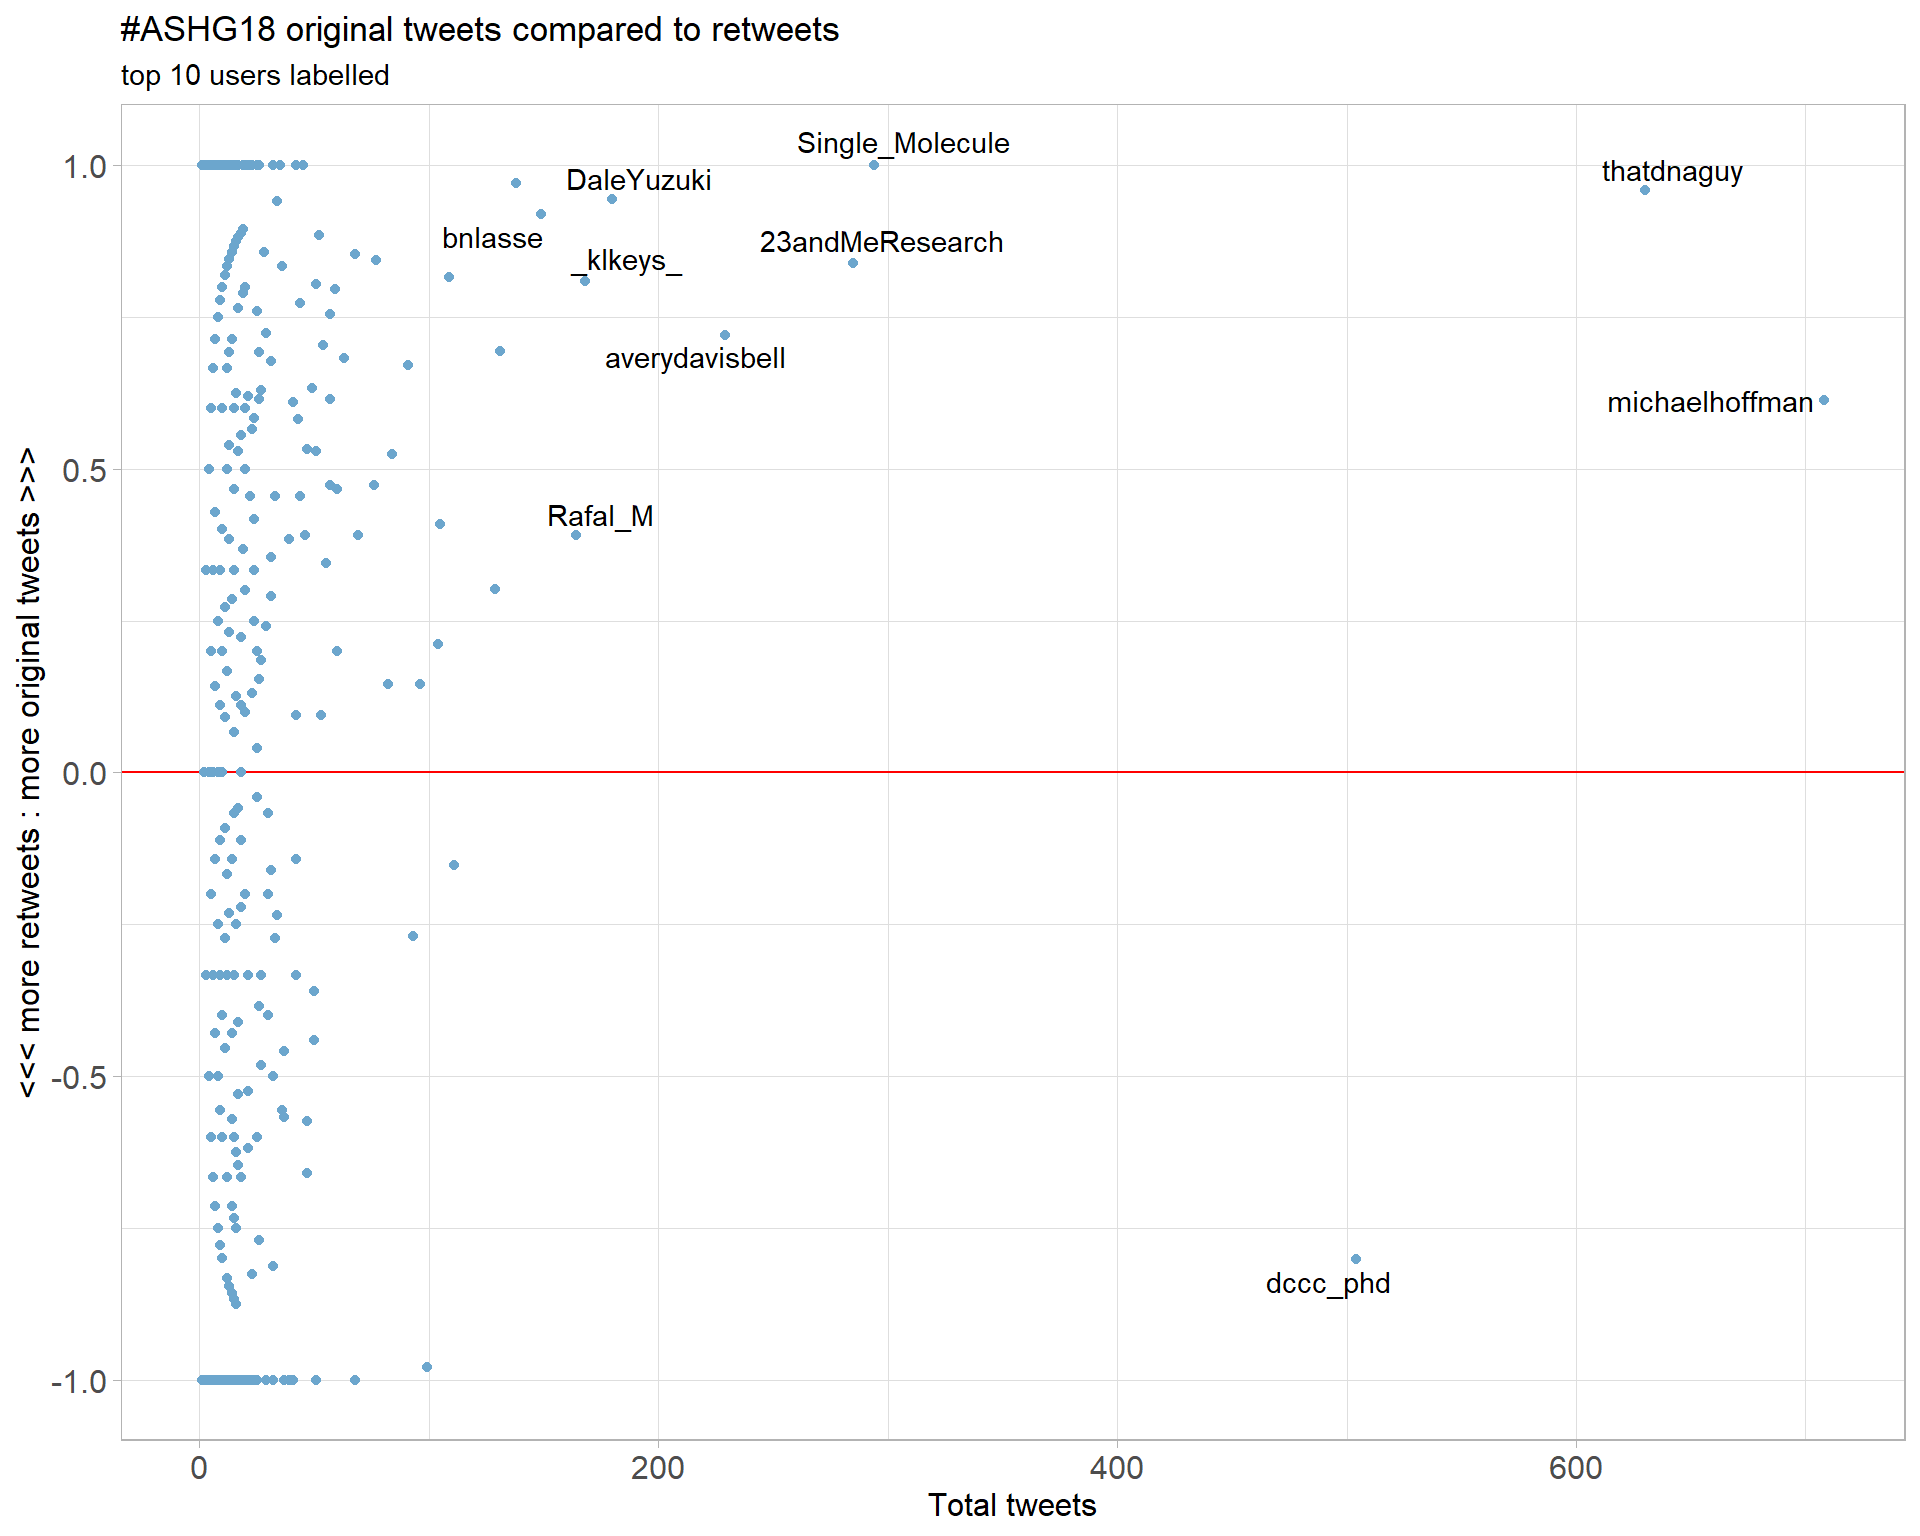 #ASHG18 original tweets compared to retweets
top 10 users labelled
Single_Molecule
thatdnaguy
DaleYuzuki
bnlasse
23andMeResearch
_klkeys_
averydavisbell
michaelhoffman
Rafal_M
dccc_phd
1.0
0.5
0.0
-0.5
-1.0
<<< more retweets : more original tweets >>>
0
200
400
600
Total tweets